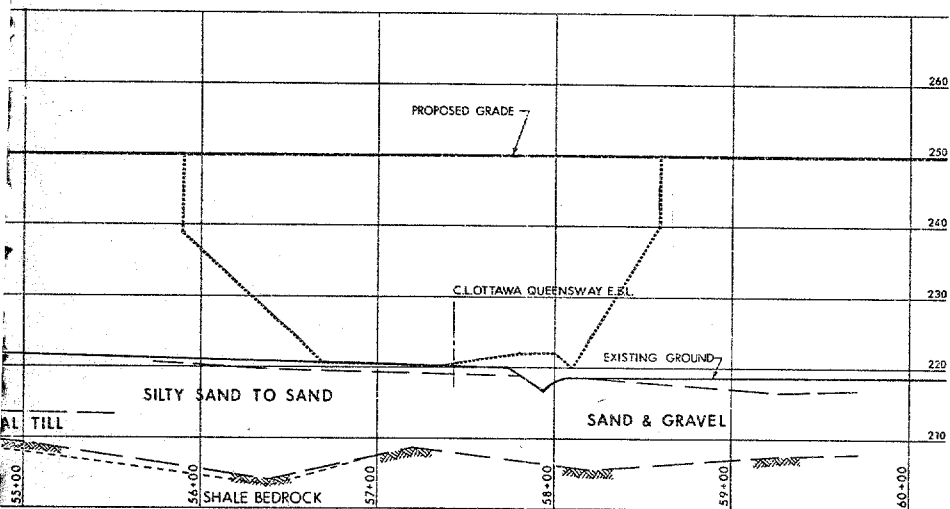 260
PROPOSED GRADE
250
240
230
C.L.OTTAWA QUEENSWAY E.B.L.
EXISTING GROUND
220
SILTY SAND TO SAND
SAND & GRAVEL
AL TILL
210
SHALE BEDROCK
55+00
56+00
57+00
58+00
59+00
60+00